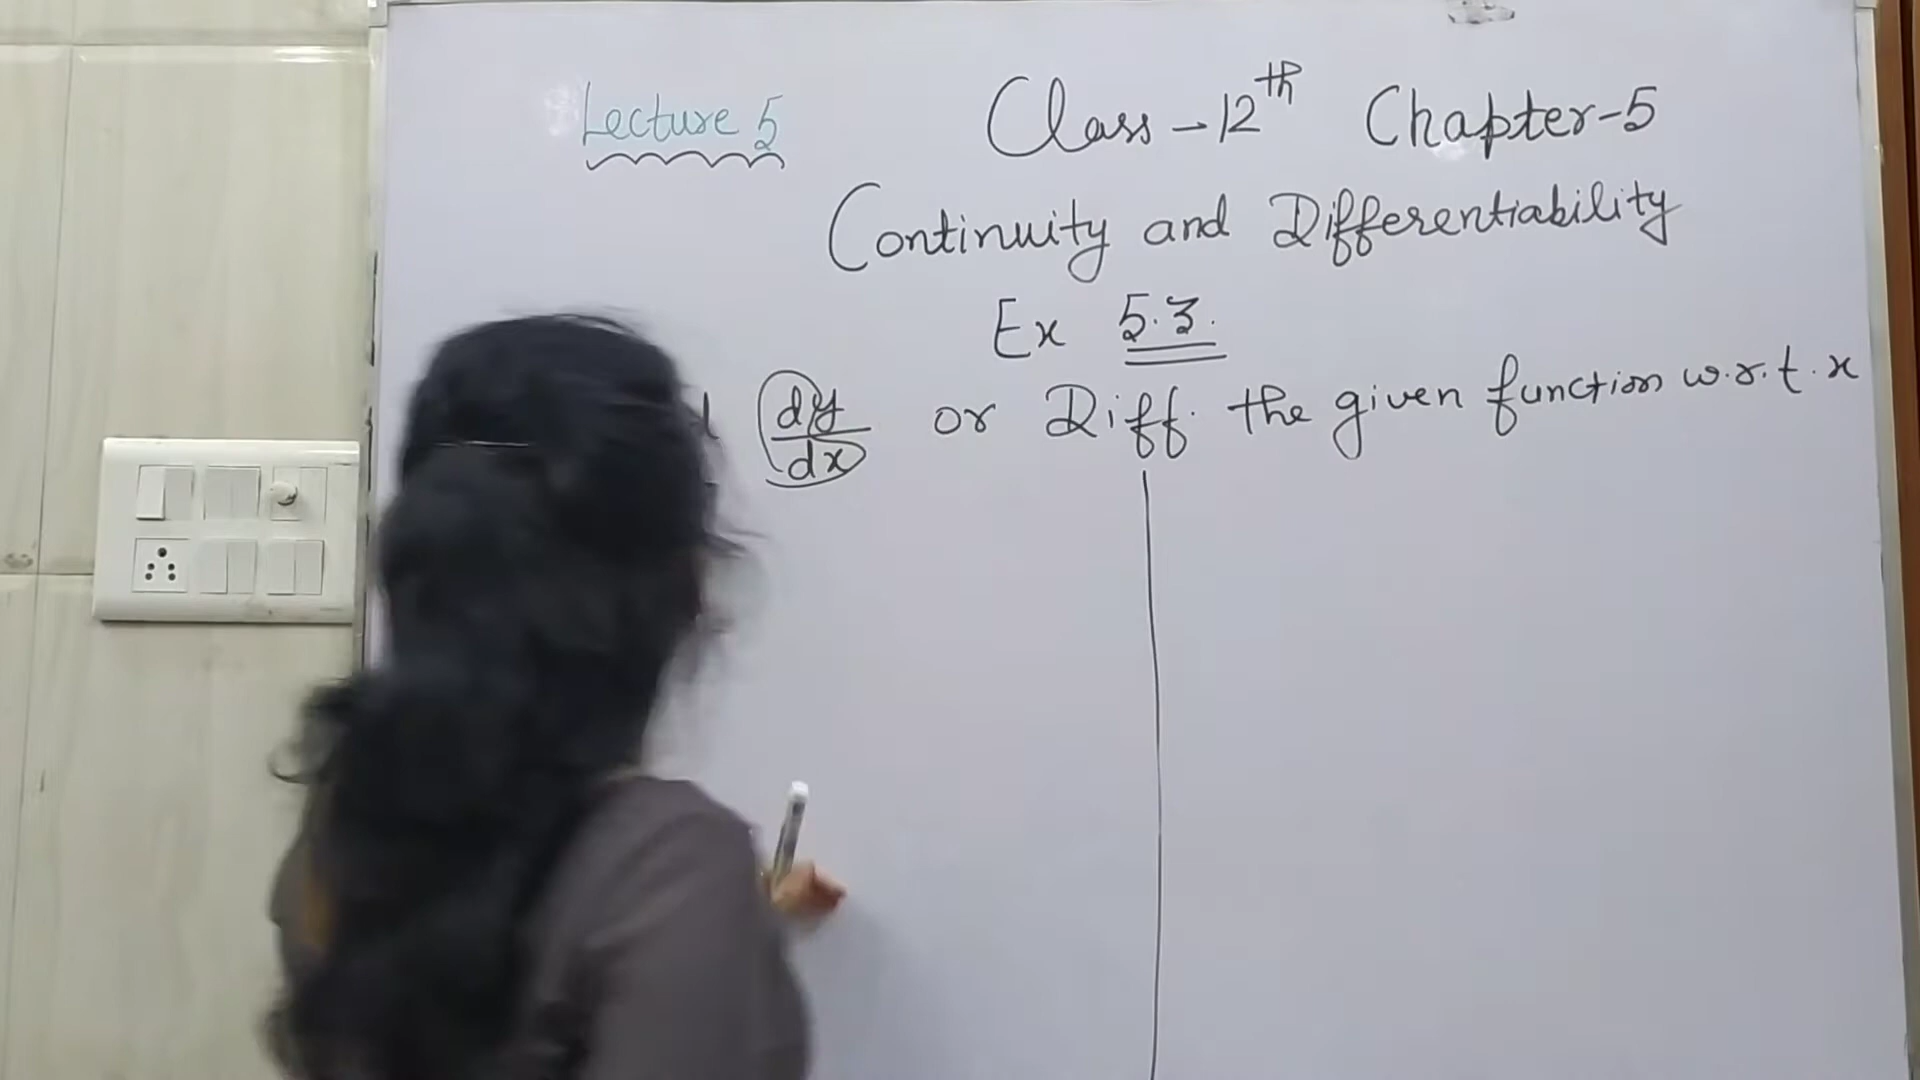 Lecture 5
Class - 12th Chapter-5
Continuity and Differentiability
Ex 5.3.
dy/dx or Diff. the given function w.r.t. x